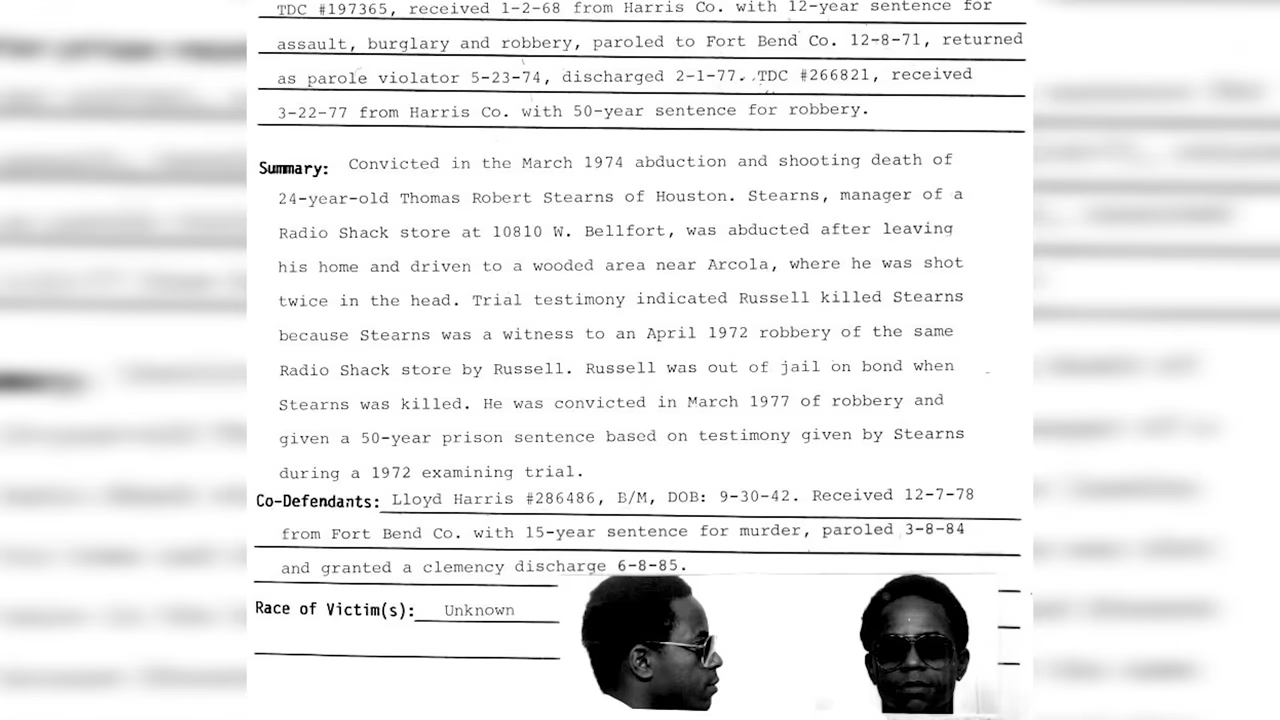 TDC #197365, received 1-2-68 from Harris Co. with 12-year sentence for
assault, burglary and robbery, paroled to Fort Bend Co. 12-8-71, returned
as parole violator 5-23-74, discharged 2-1-77. TDC #266821, received
3-22-77 from Harris Co. with 50-year sentence for robbery.
Summary: Convicted in the March 1974 abduction and shooting death of
24-year-old Thomas Robert Stearns of Houston. Stearns, manager of a
Radio Shack store at 10810 W. Bellfort, was abducted after leaving
his home and driven to a wooded area near Arcola, where he was shot
twice in the head. Trial testimony indicated Russell killed Stearns
because Stearns was a witness to an April 1972 robbery of the same
Radio Shack store by Russell. Russell was out of jail on bond when
Stearns was killed. He was convicted in March 1977 of robbery and
given a 50-year prison sentence based on testimony given by Stearns
during a 1972 examining trial.
Co-Defendants: Lloyd Harris #286486, B/M, DOB: 9-30-42. Received 12-7-78
from Fort Bend Co. with 15-year sentence for murder, paroled 3-8-84
and granted a clemency discharge 6-8-85.
Race of Victim(s): Unknown